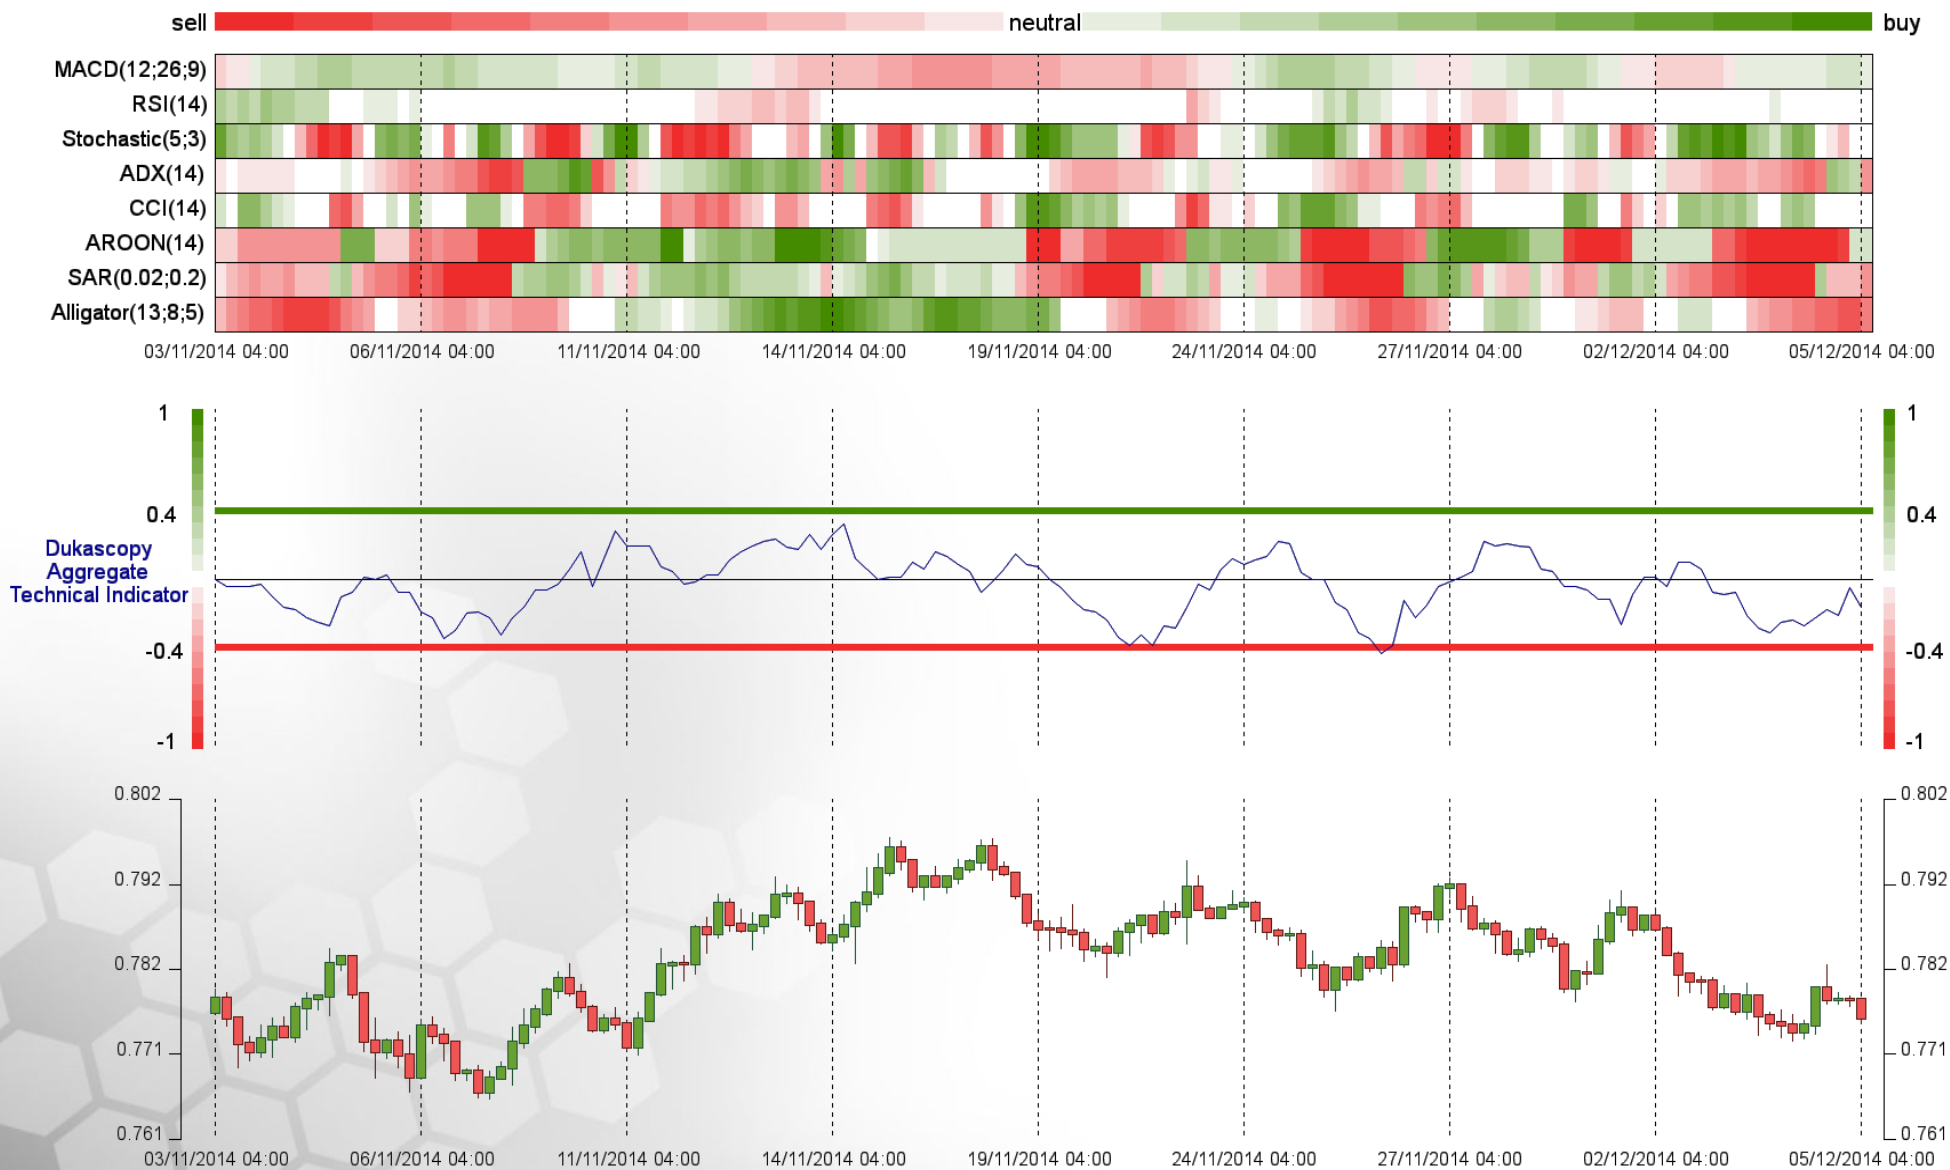 sell neutral buy
MACD(12;26;9)
RSI(14)
Stochastic(5;3)
ADX(14)
CCI(14)
AROON(14)
SAR(0.02;0.2)
Alligator(13;8;5)
03/11/2014 04:00 06/11/2014 04:00 11/11/2014 04:00 14/11/2014 04:00 19/11/2014 04:00 24/11/2014 04:00 27/11/2014 04:00 02/12/2014 04:00 05/12/2014 04:00
1 1
0.4 0.4
Dukascopy
Aggregate
Technical Indicator
-0.4 -0.4
-1 -1
0.802 0.802
0.792 0.792
0.782 0.782
0.771 0.771
0.761 0.761
03/11/2014 04:00 06/11/2014 04:00 11/11/2014 04:00 14/11/2014 04:00 19/11/2014 04:00 24/11/2014 04:00 27/11/2014 04:00 02/12/2014 04:00 05/12/2014 04:00